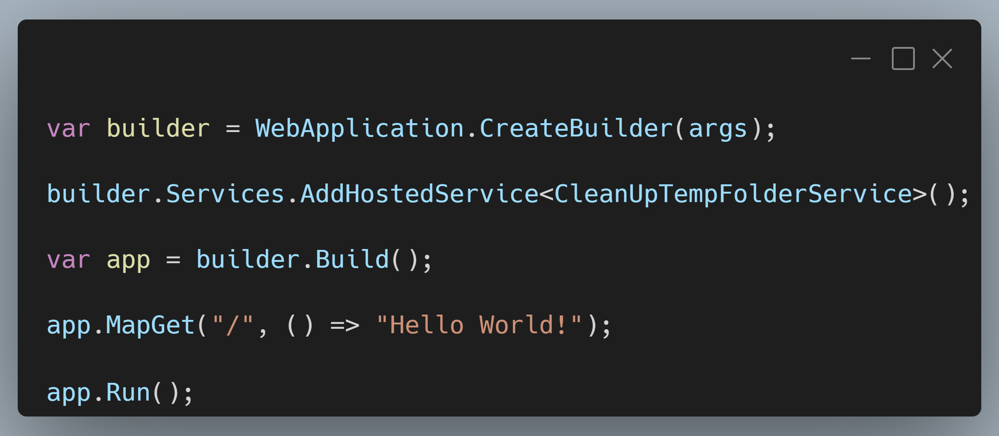 var builder = WebApplication.CreateBuilder(args);
builder.Services.AddHostedService<CleanUpTempFolderService>();
var app = builder.Build();
app.MapGet("/", () => "Hello World!");
app.Run();